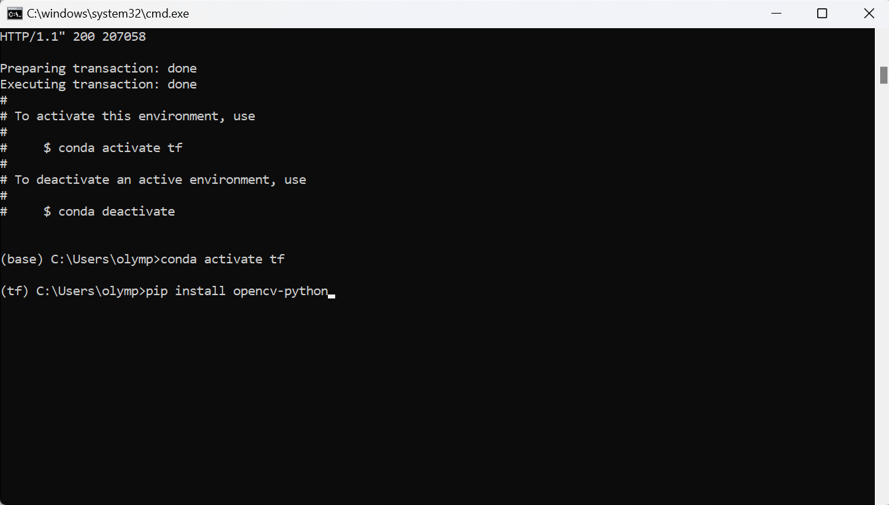 C:\windows\system32\cmd.exe
HTTP/1.1" 200 207058
Preparing transaction: done
Executing transaction: done
#
# To activate this environment, use
#
#     $ conda activate tf
#
# To deactivate an active environment, use
#
#     $ conda deactivate
(base) C:\Users\olymp>conda activate tf
(tf) C:\Users\olymp>pip install opencv-python